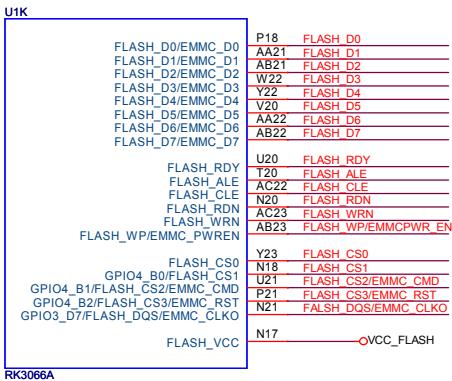 U1K
FLASH_D0/EMMC_D0 P18 FLASH_D0
FLASH_D1/EMMC_D1 AA21 FLASH_D1
FLASH_D2/EMMC_D2 AB21 FLASH_D2
FLASH_D3/EMMC_D3 W22 FLASH_D3
FLASH_D4/EMMC_D4 Y22 FLASH_D4
FLASH_D5/EMMC_D5 V20 FLASH_D5
FLASH_D6/EMMC_D6 AA22 FLASH_D6
FLASH_D7/EMMC_D7 AB22 FLASH_D7
FLASH_RDY U20 FLASH_RDY
FLASH_ALE T20 FLASH_ALE
FLASH_CLE AC22 FLASH_CLE
FLASH_RDN N20 FLASH_RDN
FLASH_WRN AC23 FLASH_WRN
FLASH_WP/EMMC_PWREN AB23 FLASH_WP/EMMCPWR_EN
FLASH_CS0 Y23 FLASH_CS0
GPIO4_B0/FLASH_CS1 N18 FLASH_CS1
GPIO4_B1/FLASH_CS2/EMMC_CMD U21 FLASH_CS2/EMMC_CMD
GPIO4_B2/FLASH_CS3/EMMC_RST P21 FLASH_CS3/EMMC_RST
GPIO3_D7/FLASH_DQS/EMMC_CLKO N21 FALSH_DQS/EMMC_CLKO
FLASH_VCC N17 VCC_FLASH
RK3066A